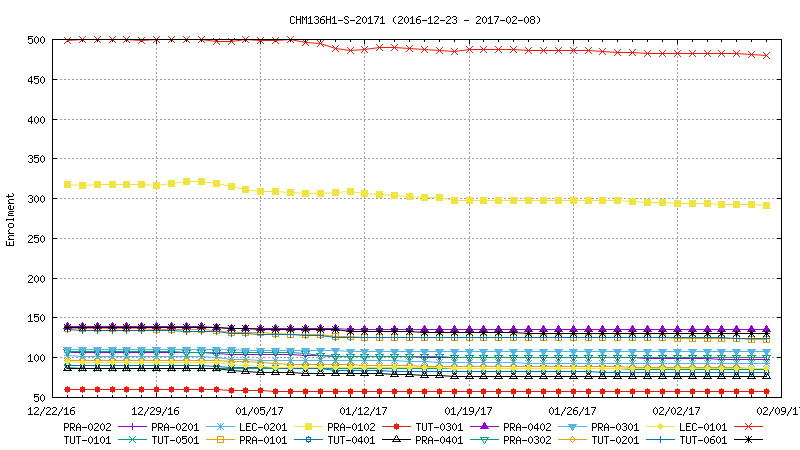 CHM136H1-S-20171 (2016-12-23 - 2017-02-08)
500
450
400
350
300
250
200
150
100
50
Enrolment
12/22/16 12/29/16 01/05/17 01/12/17 01/19/17 01/26/17 02/02/17 02/09/17
PRA-0202 PRA-0201 LEC-0201 PRA-0102 TUT-0301 PRA-0402 PRA-0301 LEC-0101
TUT-0101 TUT-0501 PRA-0101 TUT-0401 PRA-0401 PRA-0302 TUT-0201 TUT-0601